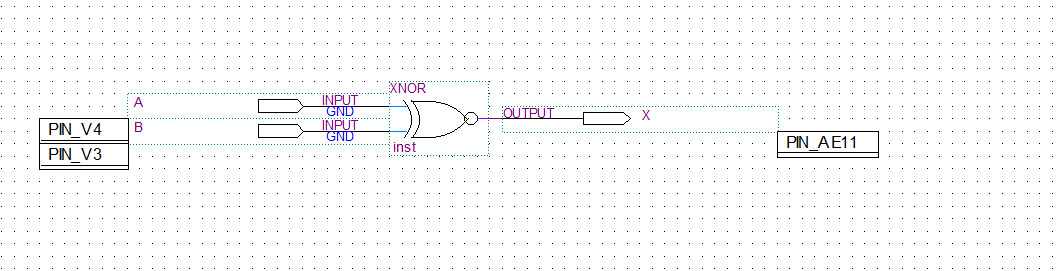 XNOR
A
INPUT
GND
B
INPUT
GND
inst
OUTPUT
X
PIN_V4
PIN_V3
PIN_AE11